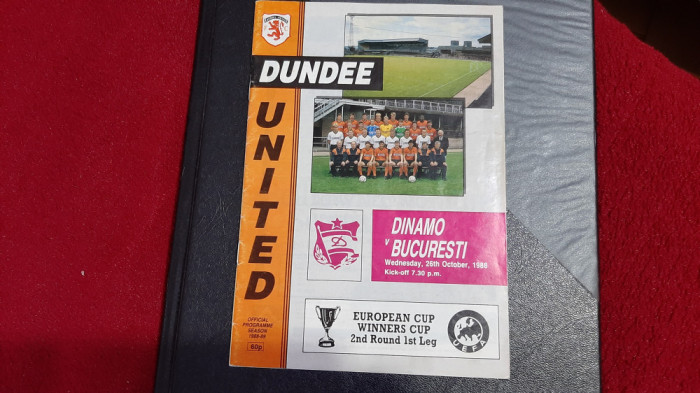 DUNDEE
UNITED
DINAMO
v
BUCURESTI
Wednesday, 26th October, 1988
Kick-off 7.30 p.m.
EUROPEAN CUP
WINNERS CUP
2nd Round 1st Leg
UEFA
OFFICIAL
PROGRAMME
SEASON
1988-89
60p